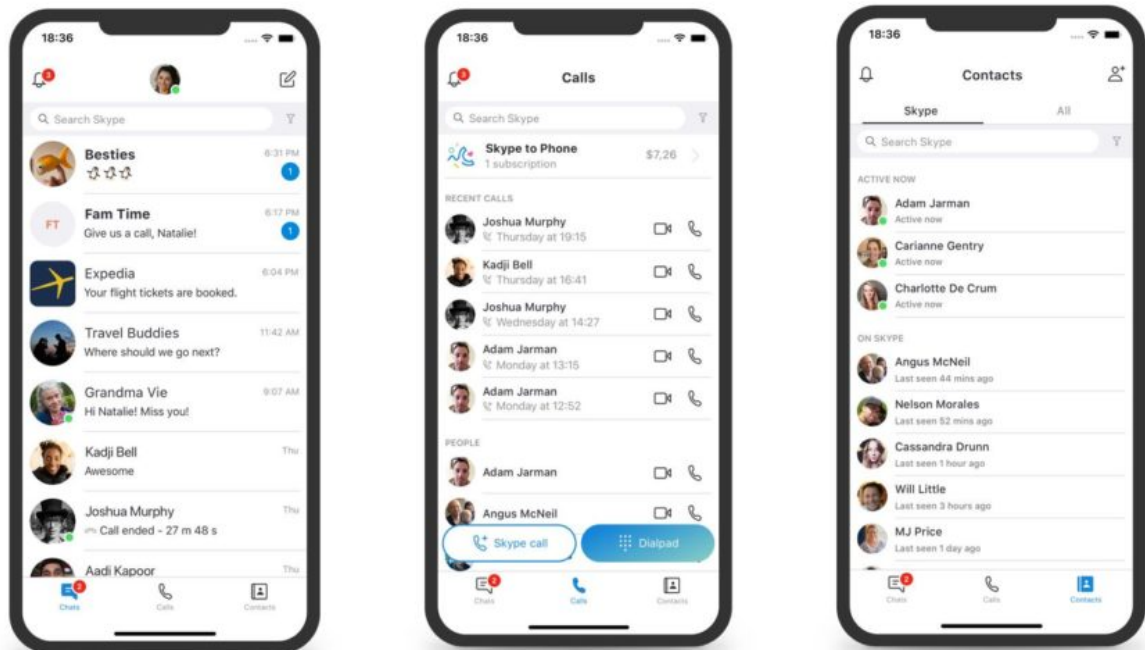 18:36
3
Search Skype
Besties
6:31 PM
1
FT
Fam Time
6:17 PM
Give us a call, Natalie!
1
Expedia
6:04 PM
Your flight tickets are booked.
Travel Buddies
11:42 AM
Where should we go next?
Grandma Vie
9:07 AM
Hi Natalie! Miss you!
Kadji Bell
Thu
Awesome
Joshua Murphy
Thu
Call ended - 27 m 48 s
Aadi Kapoor
Thu
2
Chats
Calls
Contacts
18:36
3
Calls
Search Skype
Skype to Phone
$7,26
1 subscription
RECENT CALLS
Joshua Murphy
Thursday at 19:15
Kadji Bell
Thursday at 16:41
Joshua Murphy
Wednesday at 14:27
Adam Jarman
Monday at 13:15
Adam Jarman
Monday at 12:52
PEOPLE
Adam Jarman
Angus McNeil
Skype call
Dialpad
2
Chats
Calls
Contacts
18:36
Contacts
Skype
All
Search Skype
ACTIVE NOW
Adam Jarman
Active now
Carianne Gentry
Active now
Charlotte De Crum
Active now
ON SKYPE
Angus McNeil
Last seen 44 mins ago
Nelson Morales
Last seen 52 mins ago
Cassandra Drunn
Last seen 1 hour ago
Will Little
Last seen 3 hours ago
MJ Price
Last seen 1 day ago
2
Chats
Calls
Contacts